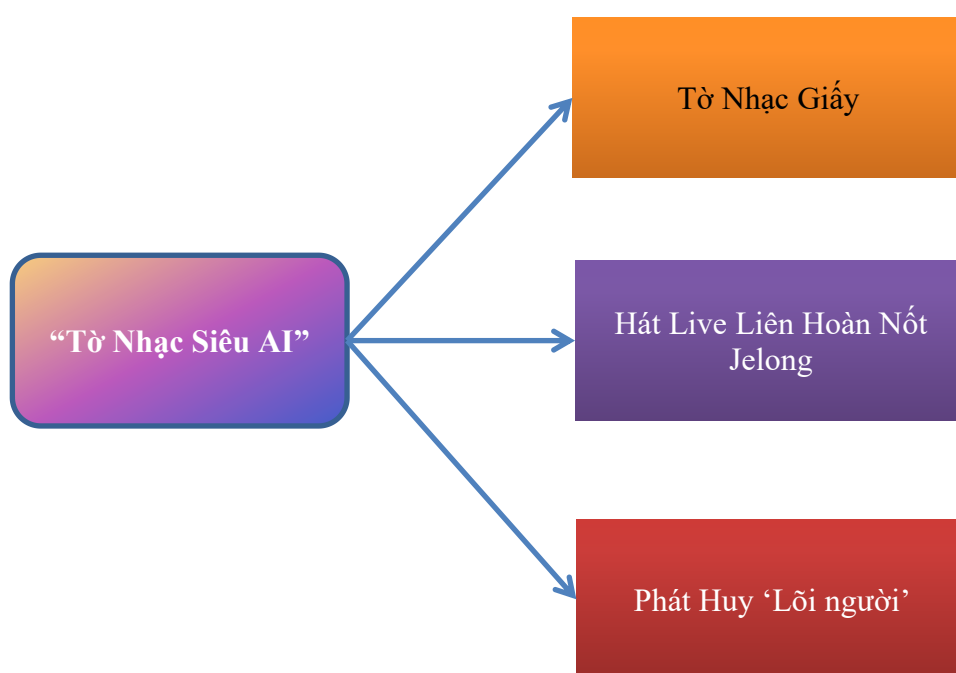 Tờ Nhạc Giấy
“Tờ Nhạc Siêu AI”
Hát Live Liên Hoàn Nốt
Jelong
Phát Huy ‘Lõi người’